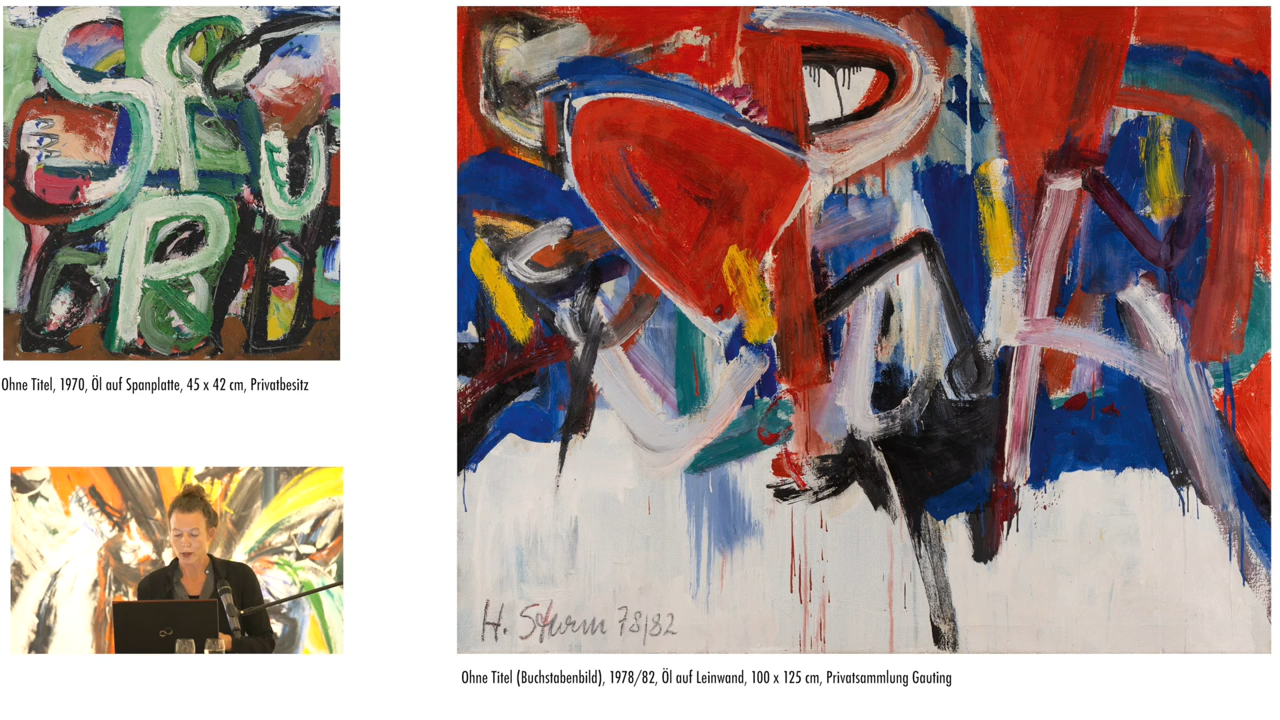 Ohne Titel, 1970, Öl auf Spanplatte, 45 x 42 cm, Privatbesitz
H. Sturm 78/82
Ohne Titel (Buchstabenbild), 1978/82, Öl auf Leinwand, 100 x 125 cm, Privatsammlung Gauting